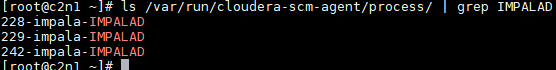 [root@c2n1 ~]# ls /var/run/cloudera-scm-agent/process/ | grep IMPALAD
228-impala-IMPALAD
229-impala-IMPALAD
242-impala-IMPALAD
[root@c2n1 ~]#